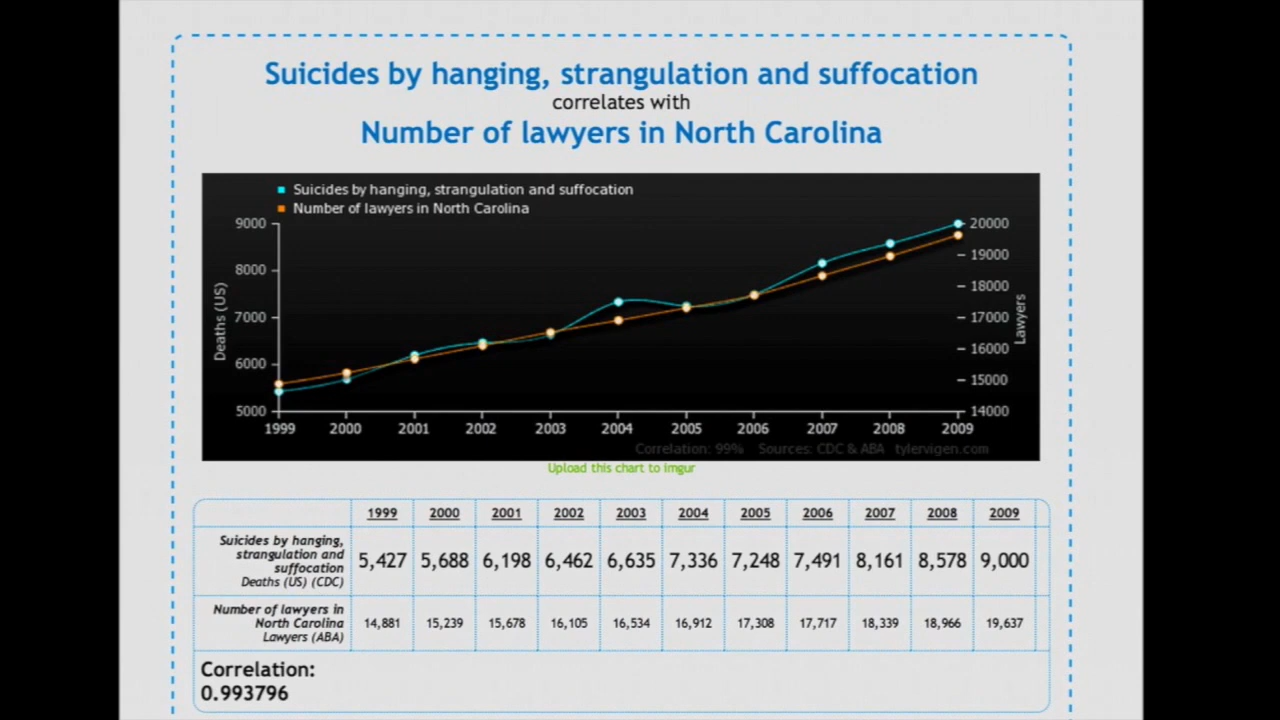 Suicides by hanging, strangulation and suffocation
correlates with
Number of lawyers in North Carolina
Suicides by hanging, strangulation and suffocation
Number of lawyers in North Carolina
9000
8000
7000
6000
5000
Deaths (US)
20000
19000
18000
17000
16000
15000
14000
Lawyers
1999 2000 2001 2002 2003 2004 2005 2006 2007 2008 2009
Correlation: 99% Sources: CDC & ABA tylervigen.com
Upload this chart to imgur
1999 2000 2001 2002 2003 2004 2005 2006 2007 2008 2009
Suicides by hanging,
strangulation and
suffocation
Deaths (US) (CDC)
5,427 5,688 6,198 6,462 6,635 7,336 7,248 7,491 8,161 8,578 9,000
Number of lawyers in
North Carolina
Lawyers (ABA)
14,881 15,239 15,678 16,105 16,534 16,912 17,308 17,717 18,339 18,966 19,637
Correlation:
0.993796